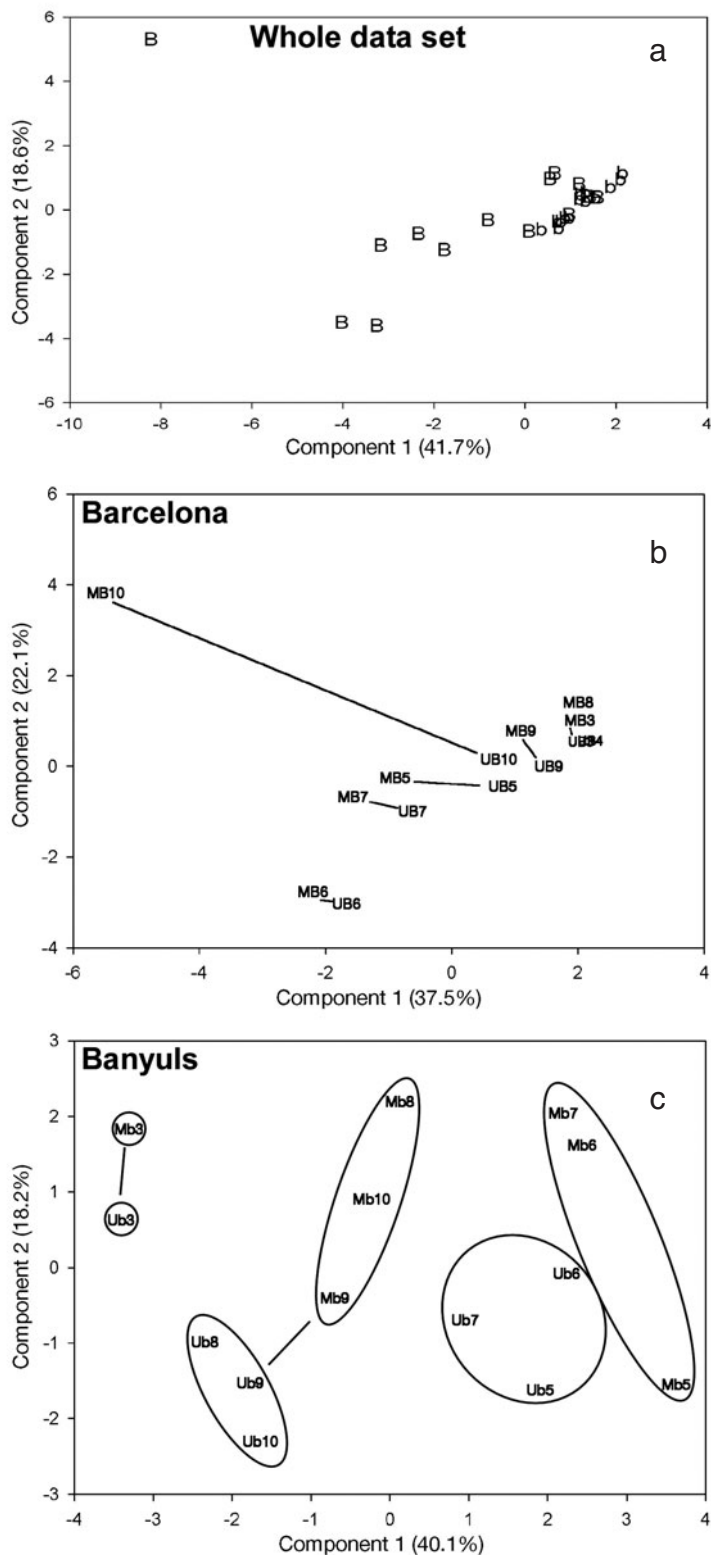 Whole data set
a
6
4
2
0
-2
-4
-6
Component 2 (18.6%)
B
B
B
B
B
B
B
B
B
B
B
B
b
b
b
b
b
-10
-8
-6
-4
-2
0
2
4
Component 1 (41.7%)
Barcelona
b
6
4
2
0
-2
-4
Component 2 (22.1%)
MB10
MB8
MB3
MB9
UB10
UB9
MB5
UB5
MB7
UB7
MB6
UB6
-6
-4
-2
0
2
4
Component 1 (37.5%)
Banyuls
c
3
2
1
0
-1
-2
-3
Component 2 (18.2%)
Mb3
Ub3
Mb8
Mb10
Mb9
Ub8
Ub9
Ub10
Mb7
Mb6
Ub6
Ub7
Ub5
Mb5
-4
-3
-2
-1
0
1
2
3
4
Component 1 (40.1%)